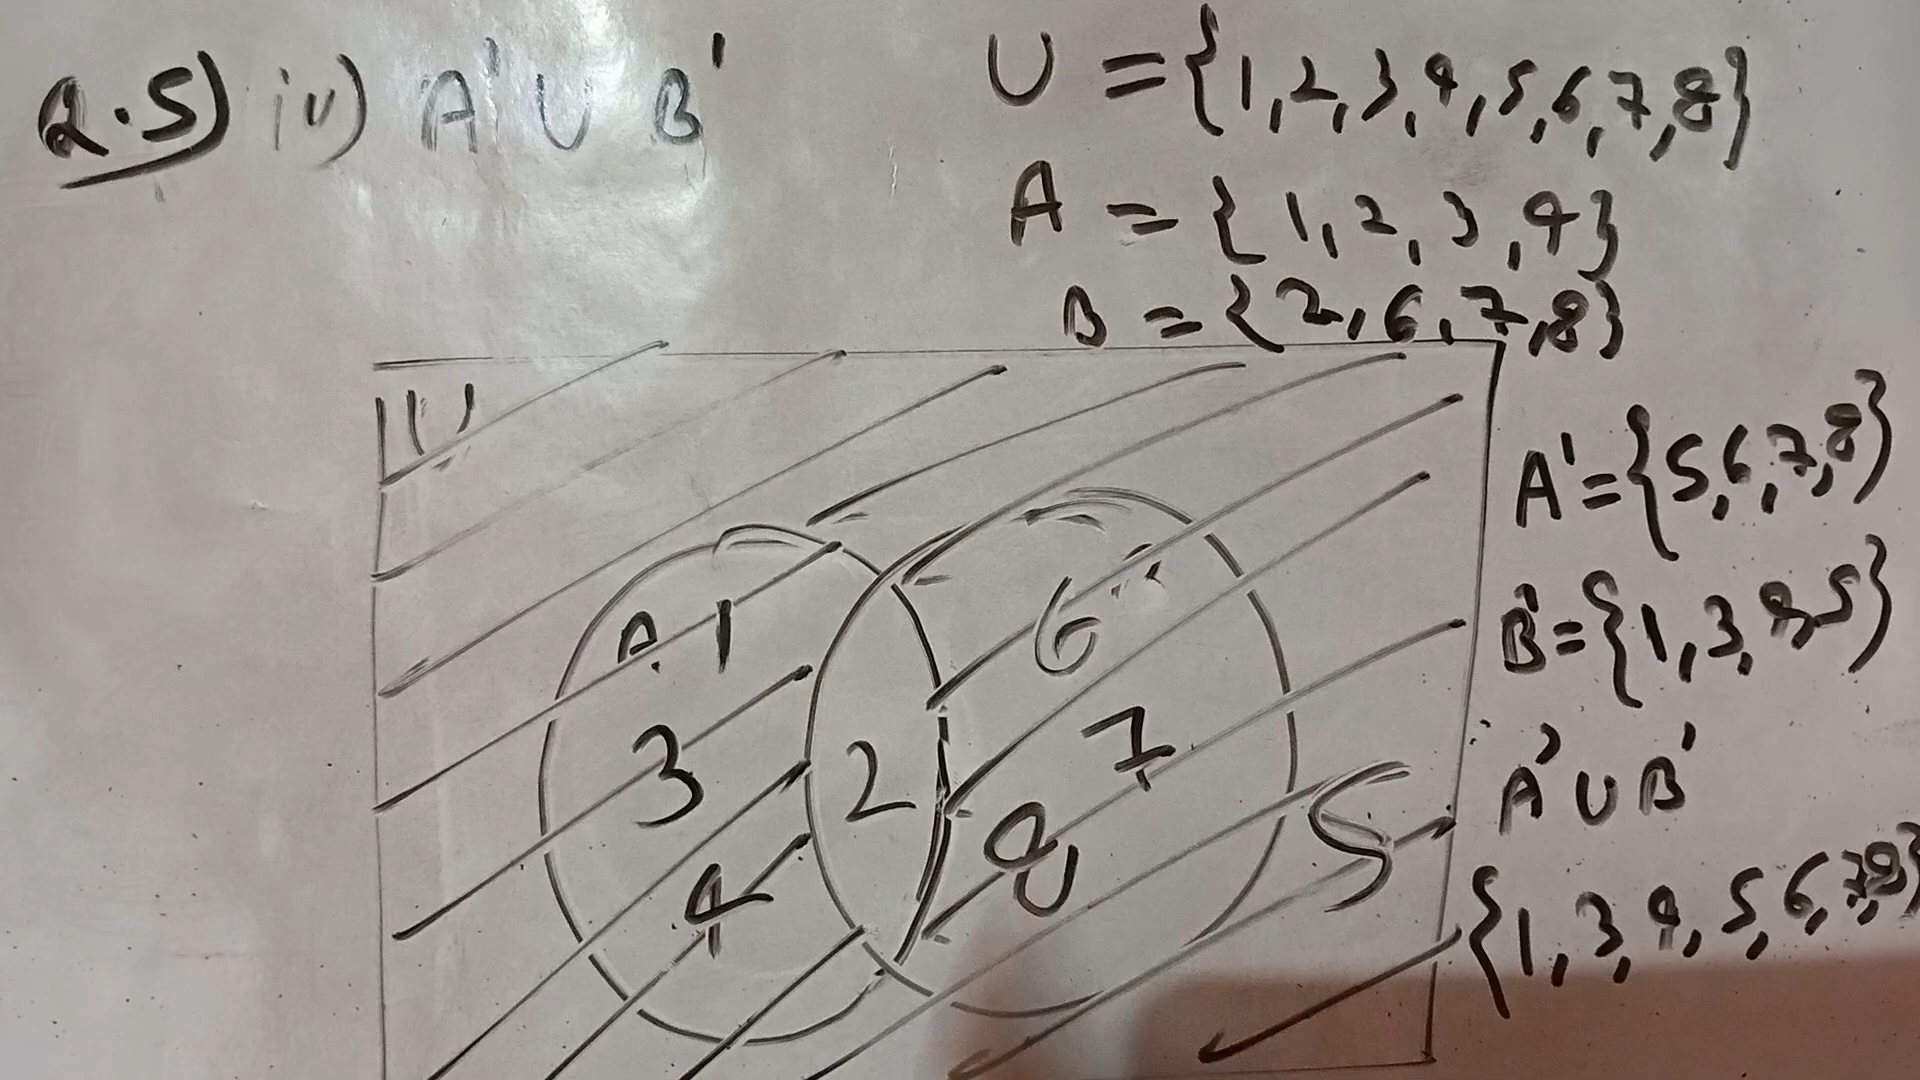 Q.5) iv) A' ∪ B'
U = {1,2,3,4,5,6,7,8}
A = {1,2,3,4}
B = {2,6,7,8}
U
A 1
6
3
2
7
4
8
5
A' = {5,6,7,8}
B' = {1,3,4,5}
A' ∪ B'
{1,3,4,5,6,7,8}